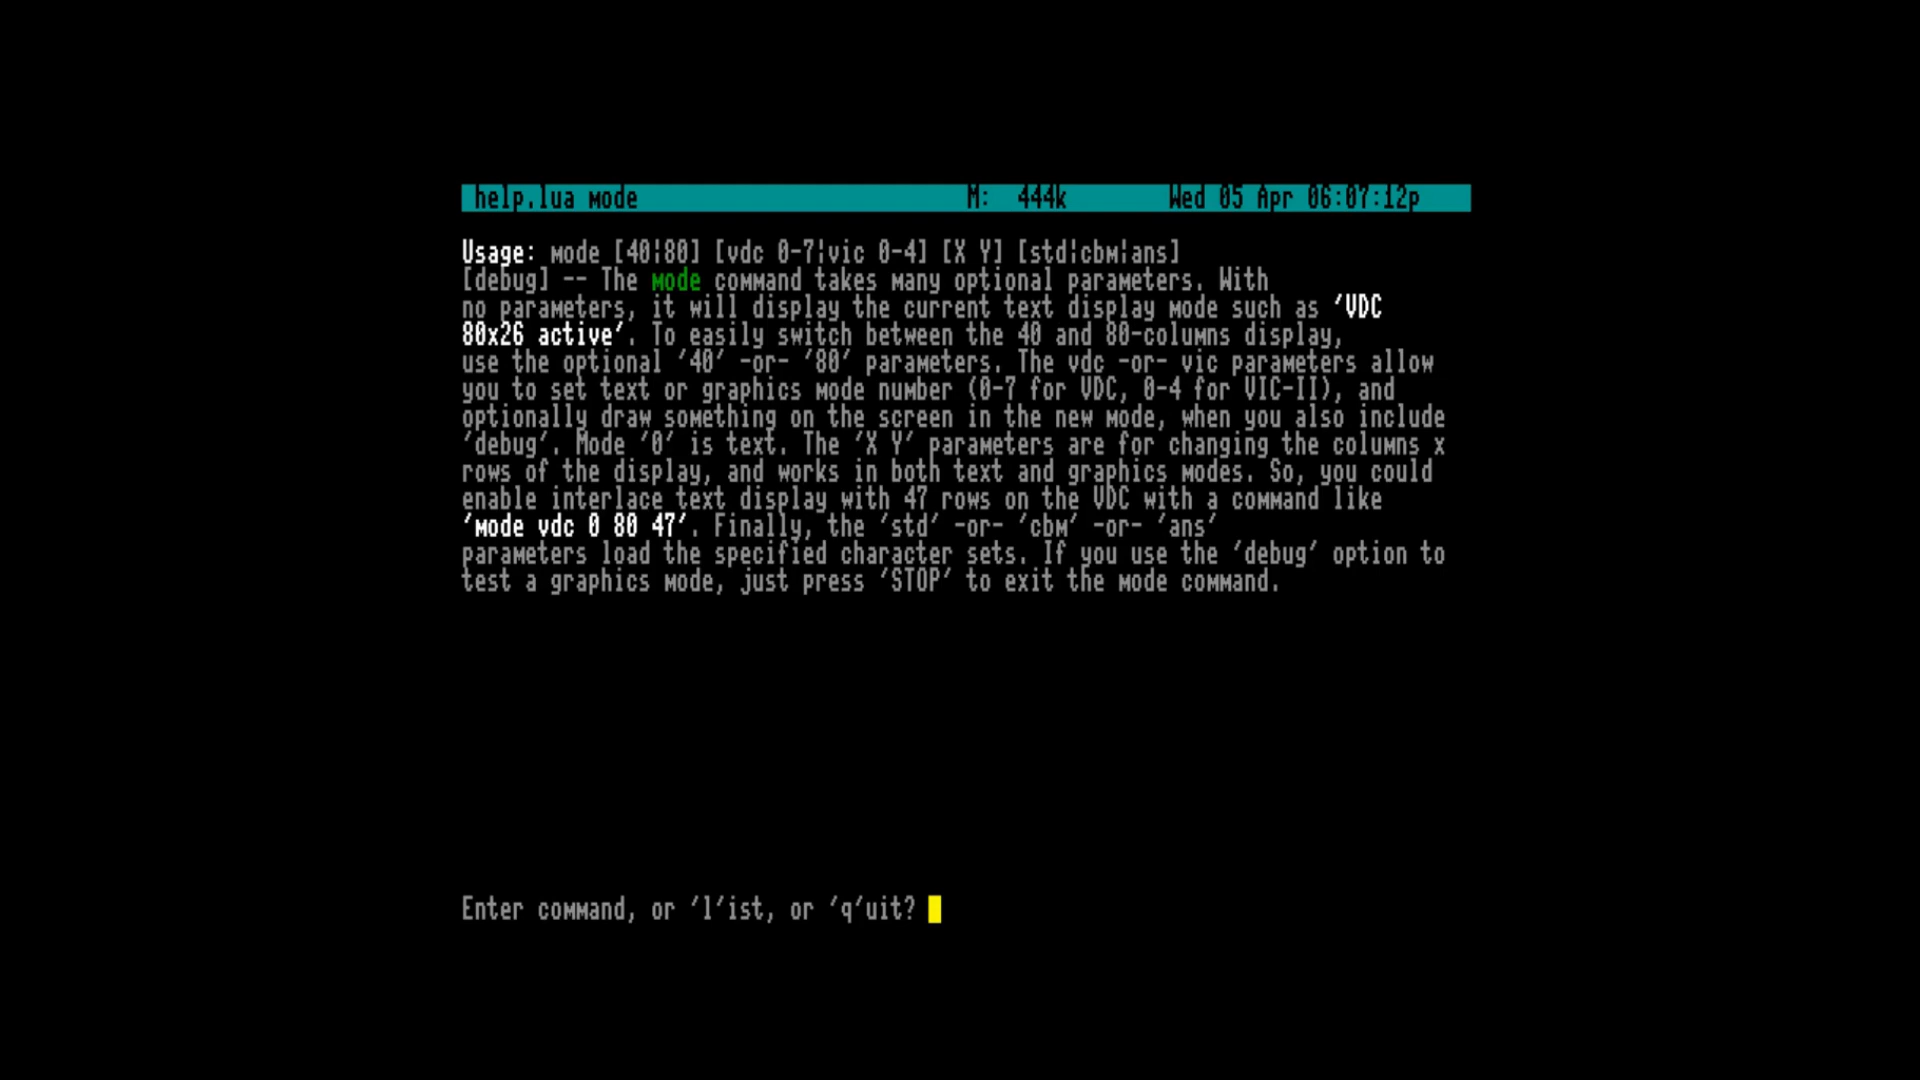 help.lua mode M: 444k Wed 05 Apr 06:07:12p
Usage: mode [40¦80] [vdc 0-7¦vic 0-4] [X Y] [std¦cbm¦ans]
[debug] -- The mode command takes many optional parameters. With
no parameters, it will display the current text display mode such as 'VDC
80x26 active'. To easily switch between the 40 and 80-columns display,
use the optional '40' -or- '80' parameters. The vdc -or- vic parameters allow
you to set text or graphics mode number (0-7 for VDC, 0-4 for VIC-II), and
optionally draw something on the screen in the new mode, when you also include
'debug'. Mode '0' is text. The 'X Y' parameters are for changing the columns x
rows of the display, and works in both text and graphics modes. So, you could
enable interlace text display with 47 rows on the VDC with a command like
'mode vdc 0 80 47'. Finally, the 'std' -or- 'cbm' -or- 'ans'
parameters load the specified character sets. If you use the 'debug' option to
test a graphics mode, just press 'STOP' to exit the mode command.
Enter command, or 'l'ist, or 'q'uit?